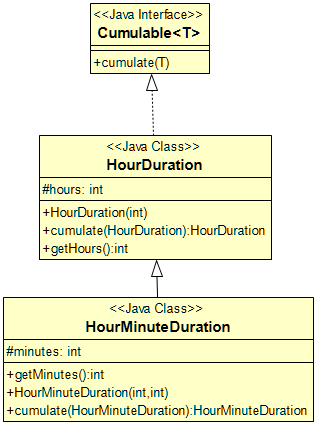 <<Java Interface>>
Cumulable<T>
+cumulate(T)
<<Java Class>>
HourDuration
#hours: int
+HourDuration(int)
+cumulate(HourDuration):HourDuration
+getHours():int
<<Java Class>>
HourMinuteDuration
#minutes: int
+getMinutes():int
+HourMinuteDuration(int,int)
+cumulate(HourMinuteDuration):HourMinuteDuration